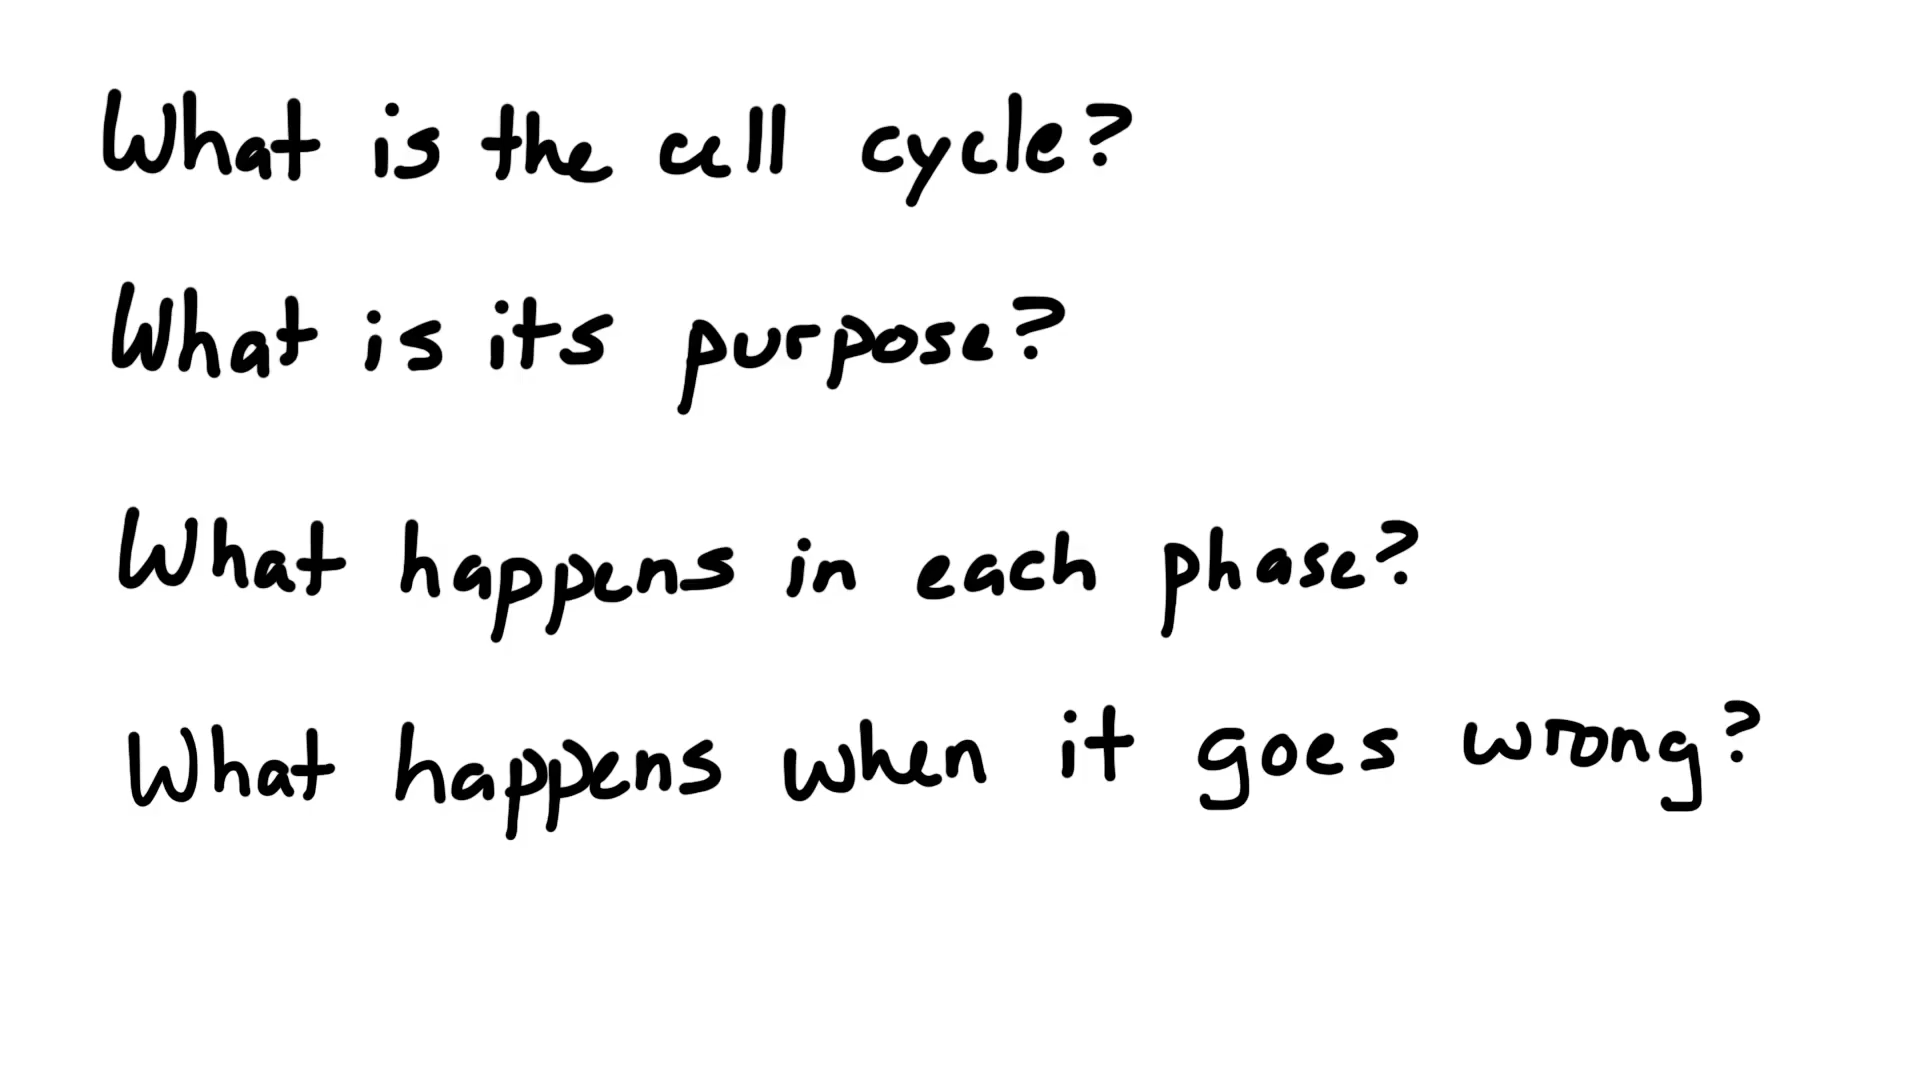 What is the cell cycle?
What is its purpose?
What happens in each phase?
What happens when it goes wrong?